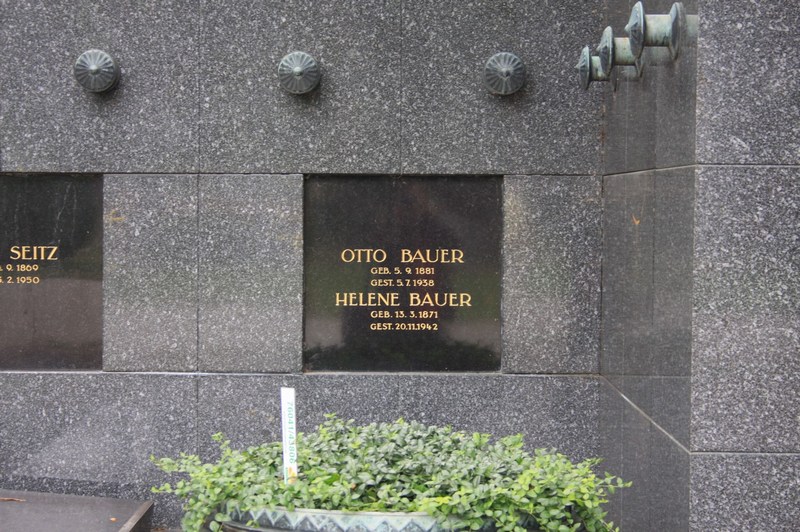 SEITZ
9. 1869
2. 1950
OTTO BAUER
GEB. 5. 9. 1881
GEST. 5. 7. 1938
HELENE BAUER
GEB. 13. 3. 1871
GEST. 20.11.1942